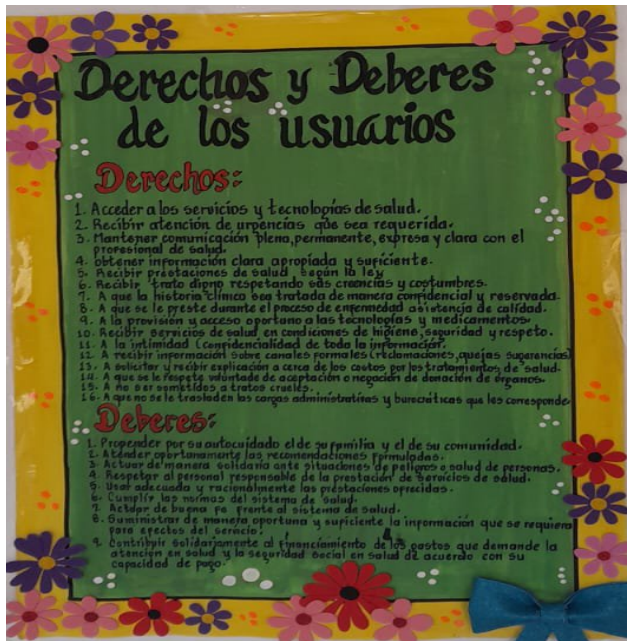 Derechos y Deberes
de los usuarios
Derechos:
1. Acceder a los servicios y tecnologías de salud.
2. Recibir atención de urgencias que sea requerida.
3. Mantener comunicación plena, permanente, expresa y clara con el
profesional de salud.
4. obtener información clara apropiada y suficiente.
5. Recibir prestaciones de salud, según la ley
6. Recibir trato digno respetando sus creencias y costumbres.
7. A que la historia clínica sea tratada de manera confidencial y reservada.
8. A que se le preste durante el proceso de enfermedad asistencia de calidad.
9. A la provisión y acceso oportuno a las tecnologías y medicamentos.
10. Recibir servicios de salud en condiciones de higiene, seguridad y respeto.
11. A la intimidad (Confidencialidad de toda la información.
12. A recibir información sobre canales formales (reclamaciones, quejas sugerencias)
13. A solicitar y recibir explicación a cerca de los costos por los tratamientos de salud.
14. A que se le respete voluntade de aceptación o negación de donación de órganos.
15. A no ser sometidos a tratos crueles.
16. A que no se le trasladen las cargas administrativas y burocráticas que les corresponde
Deberes:
1. Propender por su autocuidado el de su familia y el de su comunidad.
2. Atender oportunamente las recomendaciones formuladas.
3. Actuar de manera solidaria ante situaciones de peligros o salud de personas.
4. Respetar al personal responsable de la prestación de servicios de salud.
5. Usar adecuada y racionalmente las prestaciones ofrecidas.
6. Cumplir las normas del sistema de salud.
7. Actuar de buena fe frente al sistema de salud.
8. Suministrar de manera oportuna y suficiente la información que se requiera
para efectos del servicio.
9. Contribuir solidariamente al financiamiento de los gastos que demande la
atención en salud y la seguridad social en salud de acuerdo con su
capacidad de pago.